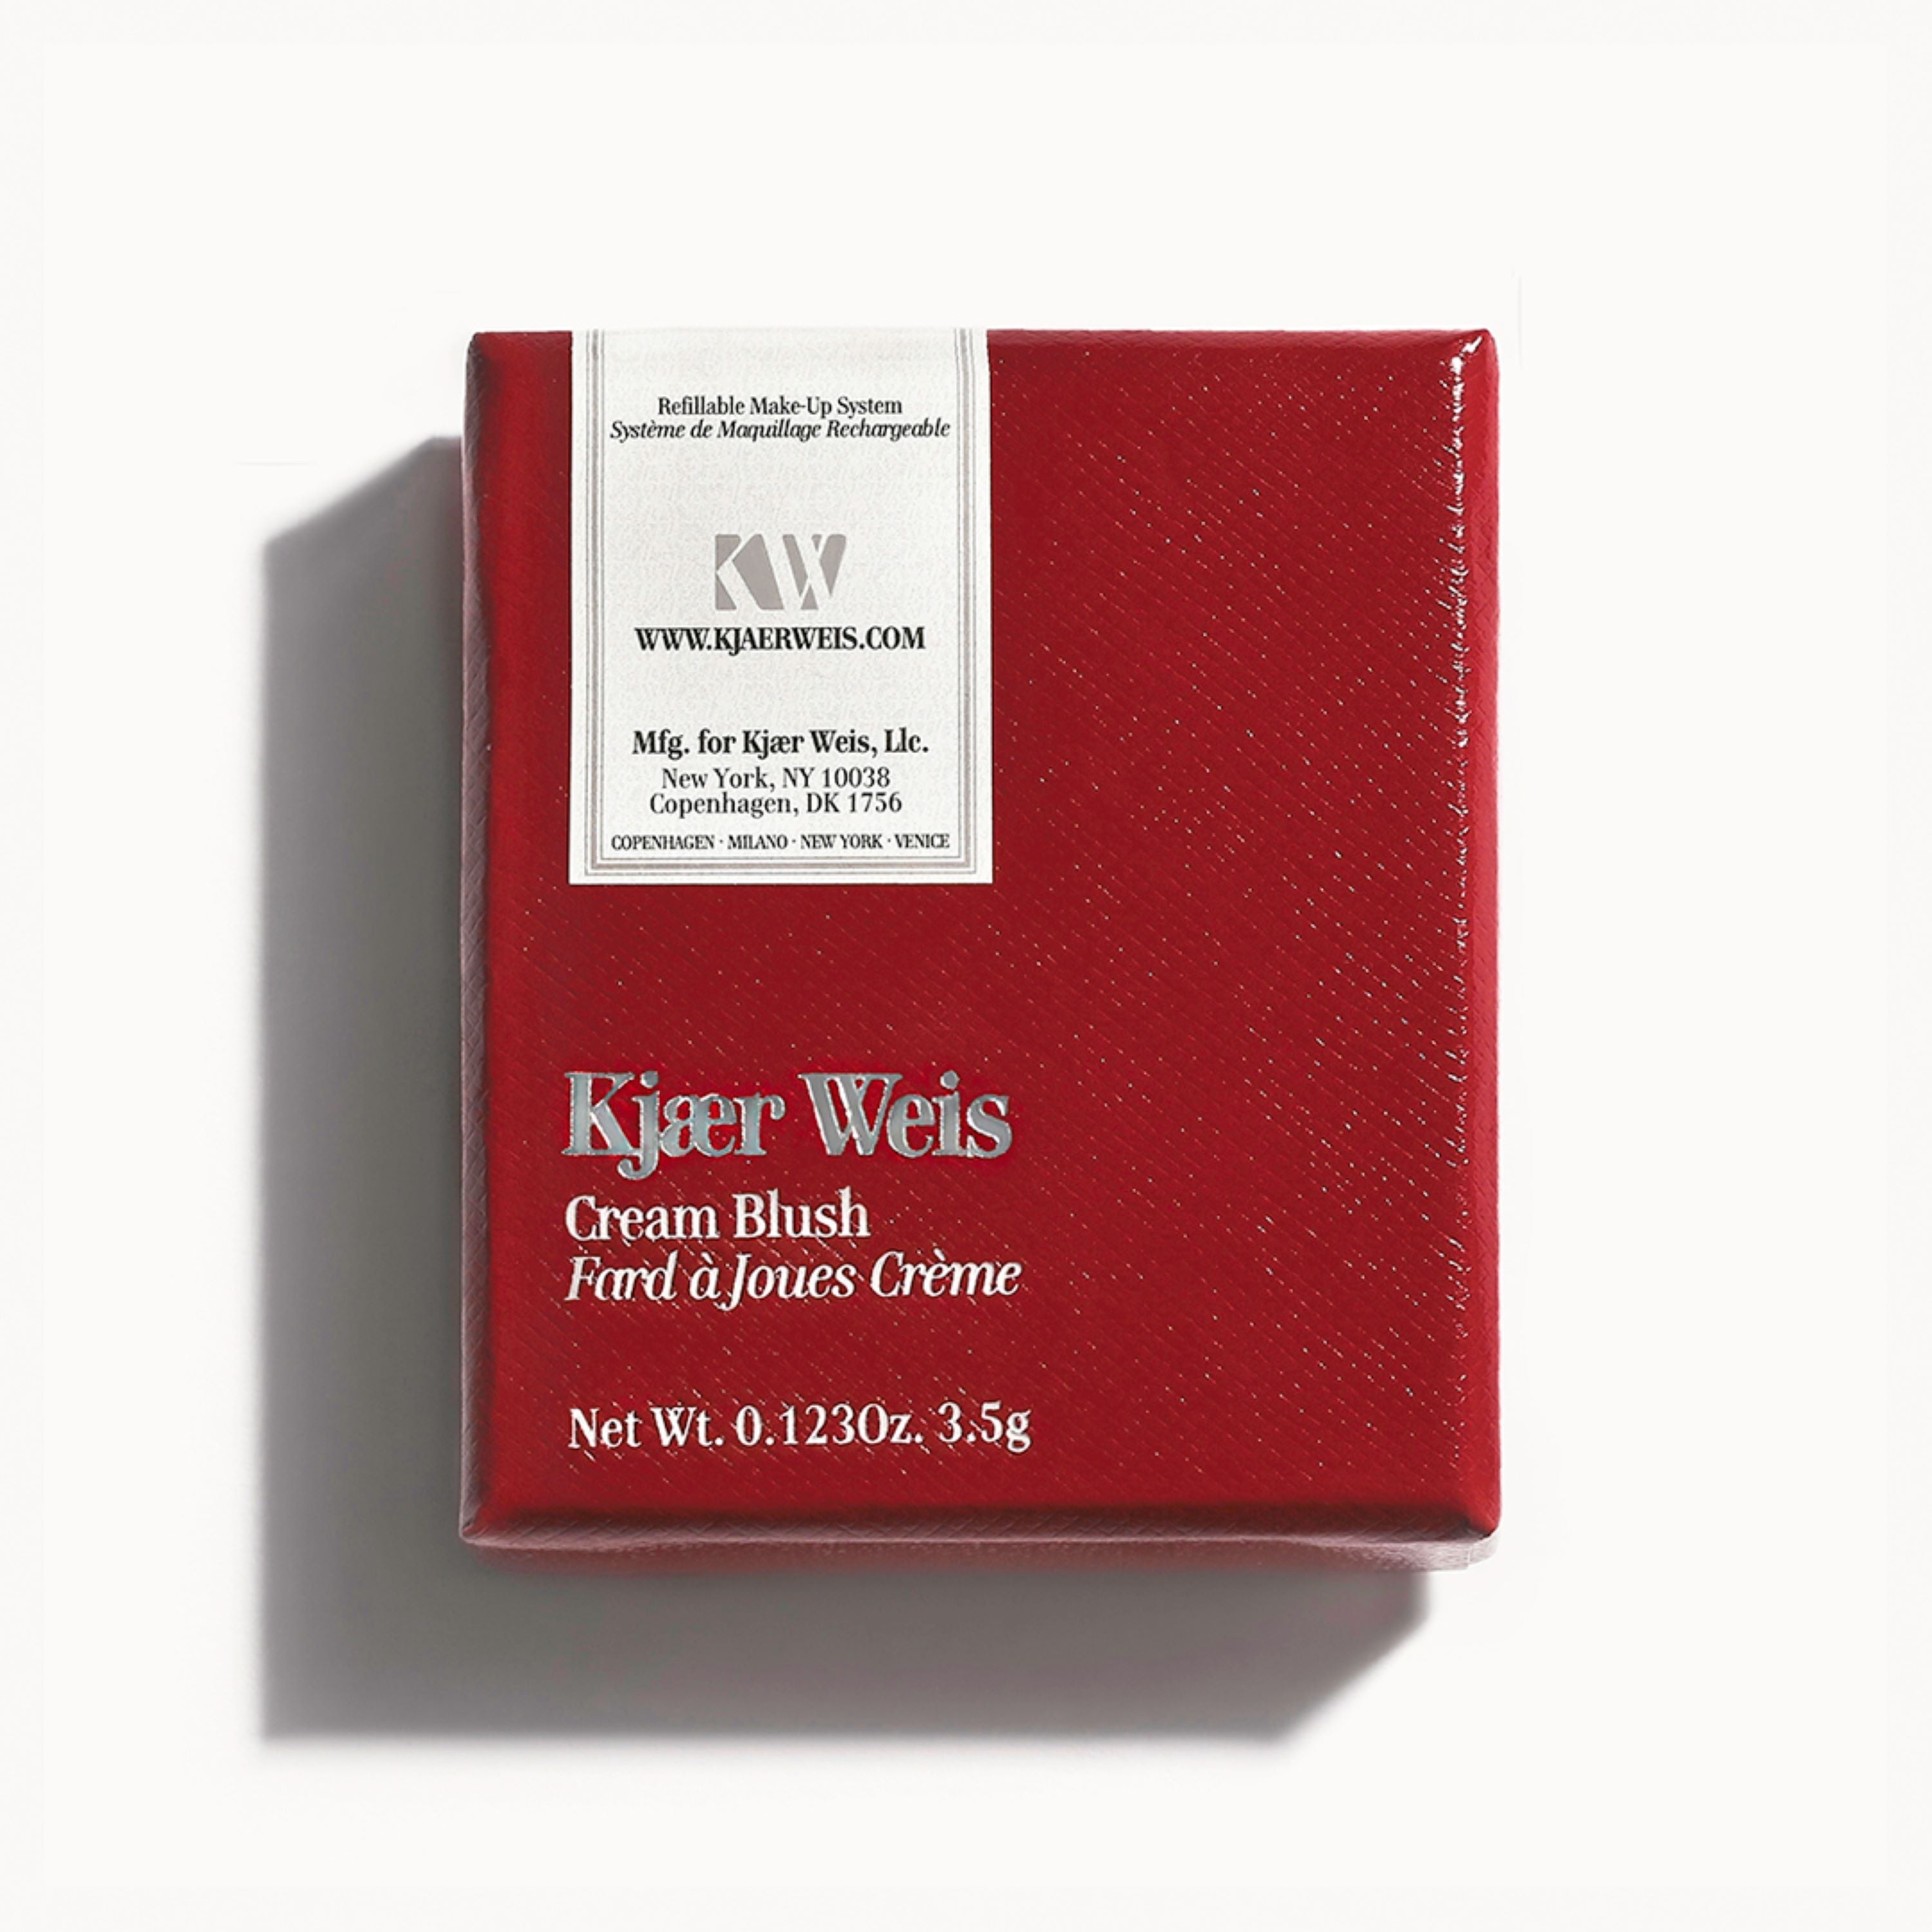 Refillable Make-Up System
Système de Maquillage Rechargeable
KW
WWW.KJAERWEIS.COM
Mfg. for Kjær Weis, Llc.
New York, NY 10038
Copenhagen, DK 1756
COPENHAGEN · MILANO · NEW YORK · VENICE
Kjær Weis
Cream Blush
Fard à Joues Crème
Net Wt. 0.123Oz. 3.5g